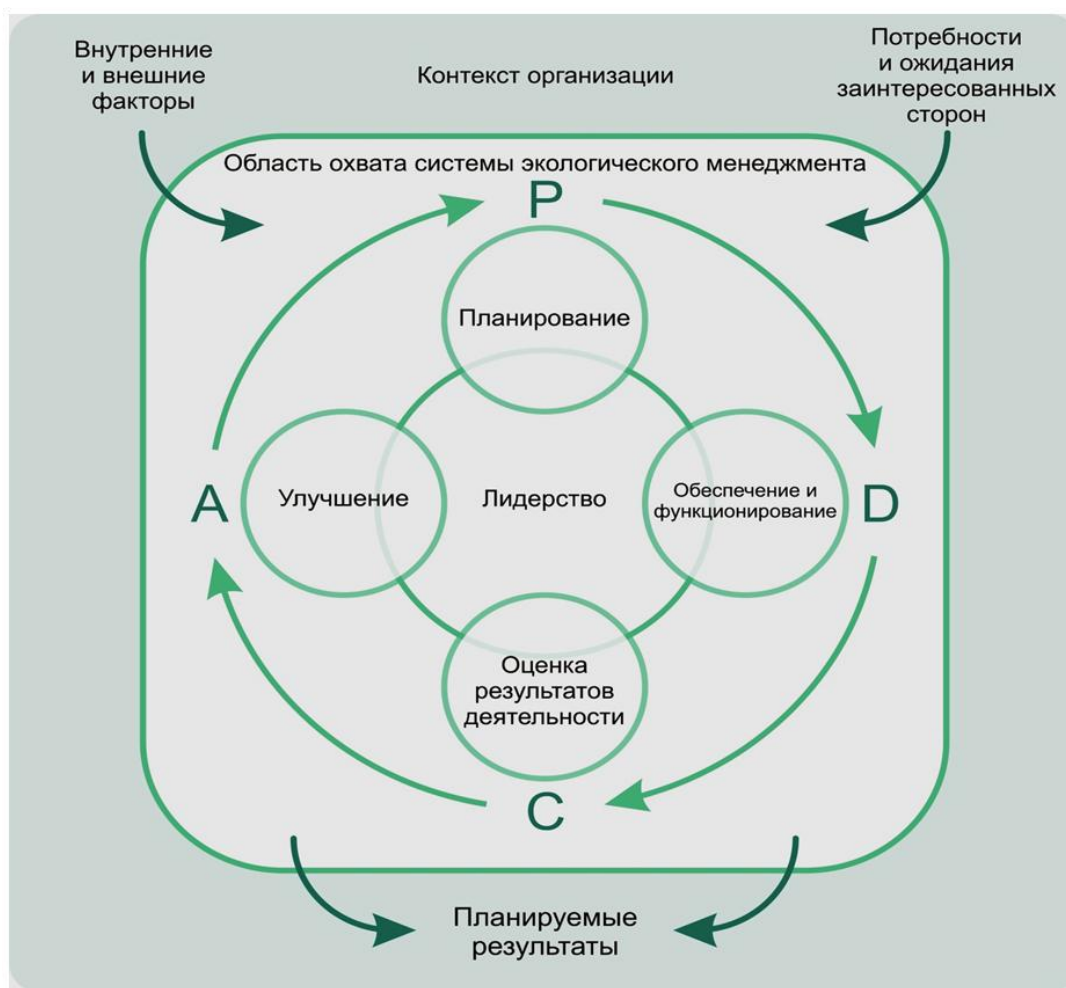 Внутренние
и внешние
факторы
Контекст организации
Потребности
и ожидания
заинтересованных
сторон
Область охвата системы экологического менеджмента
P
Планирование
A
Улучшение
Лидерство
Обеспечение и
функционирование
D
Оценка
результатов
деятельности
C
Планируемые
результаты